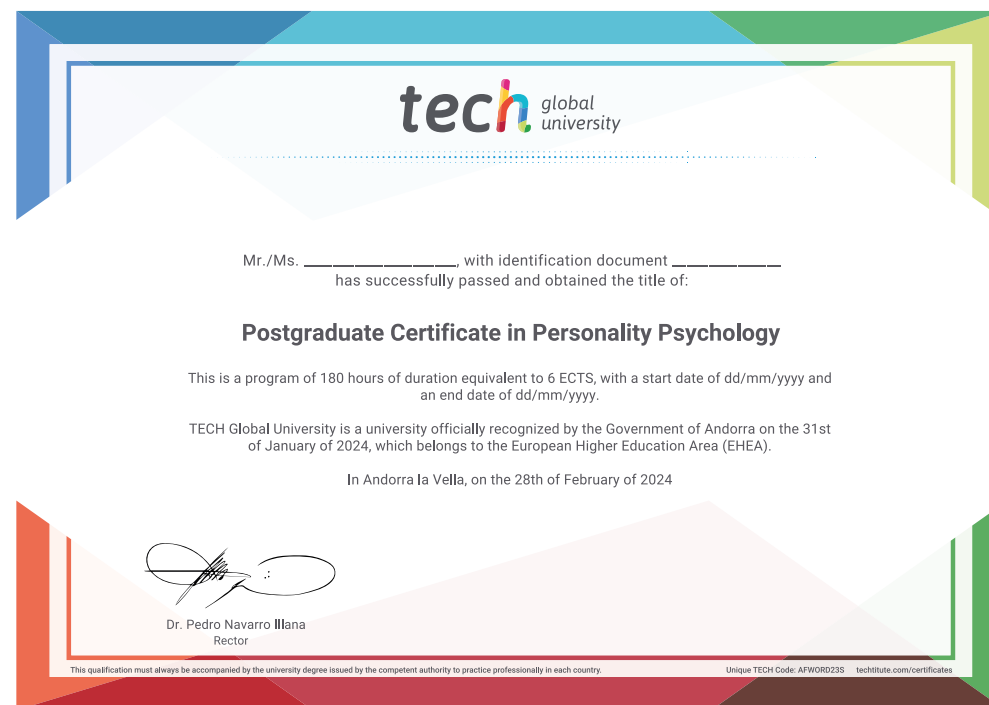 tech global
university
Mr./Ms. ____________________, with identification document ______________
has successfully passed and obtained the title of:
Postgraduate Certificate in Personality Psychology
This is a program of 180 hours of duration equivalent to 6 ECTS, with a start date of dd/mm/yyyy and
an end date of dd/mm/yyyy.
TECH Global University is a university officially recognized by the Government of Andorra on the 31st
of January of 2024, which belongs to the European Higher Education Area (EHEA).
In Andorra la Vella, on the 28th of February of 2024
Dr. Pedro Navarro Illana
Rector
This qualification must always be accompanied by the university degree issued by the competent authority to practice professionally in each country. Unique TECH Code: AFWORD23S techtitute.com/certificates